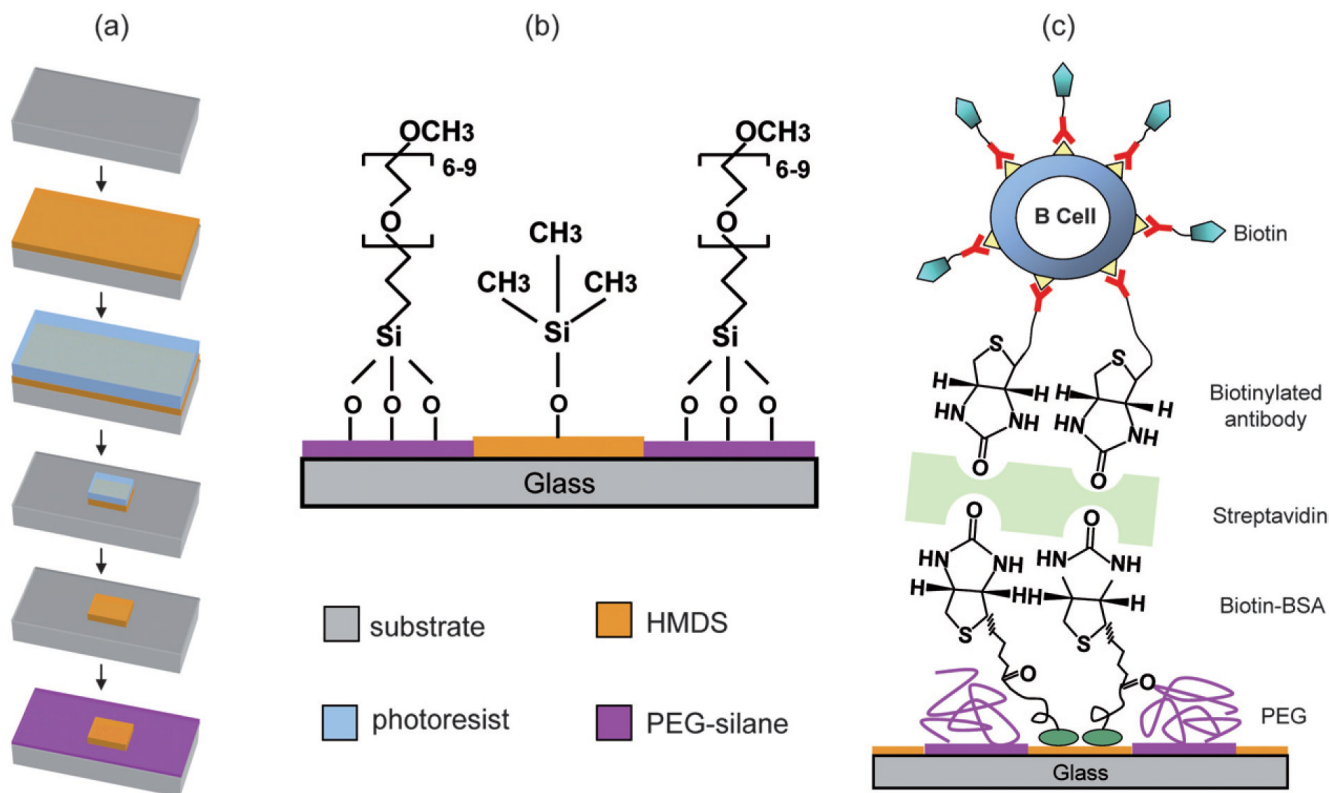 (a)
(b)
(c)
OCH3
6-9
O
Si
O O O
CH3
CH3 CH3
Si
O
OCH3
6-9
O
Si
O O O
Glass
substrate
HMDS
photoresist
PEG-silane
B Cell
Biotin
S
H H
HN NH
O
S
H H
HN NH
O
Biotinylated
antibody
Streptavidin
O
HN NH
H H
S
O
O
HN NH
H H
S
O
Biotin-BSA
PEG
Glass